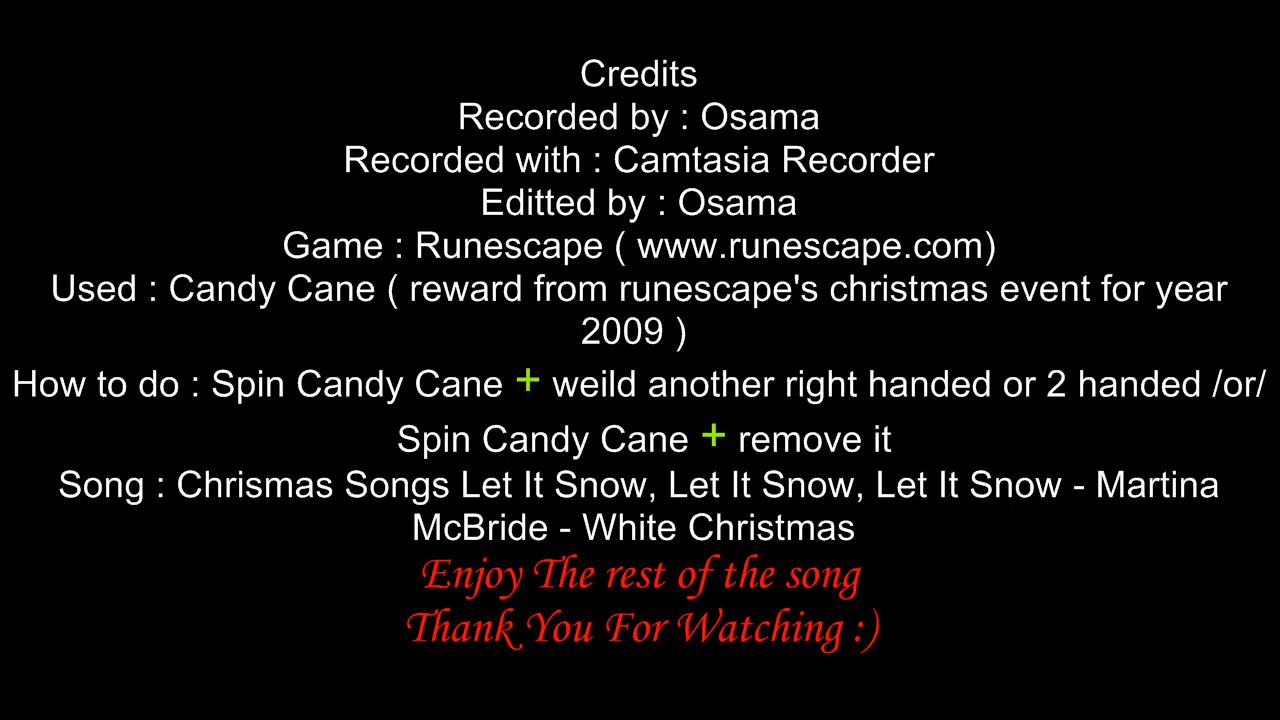 Credits
Recorded by : Osama
Recorded with : Camtasia Recorder
Editted by : Osama
Game : Runescape ( www.runescape.com)
Used : Candy Cane ( reward from runescape's christmas event for year
2009 )
How to do : Spin Candy Cane + weild another right handed or 2 handed /or/
Spin Candy Cane + remove it
Song : Chrismas Songs Let It Snow, Let It Snow, Let It Snow - Martina
McBride - White Christmas
Enjoy The rest of the song
Thank You For Watching :)